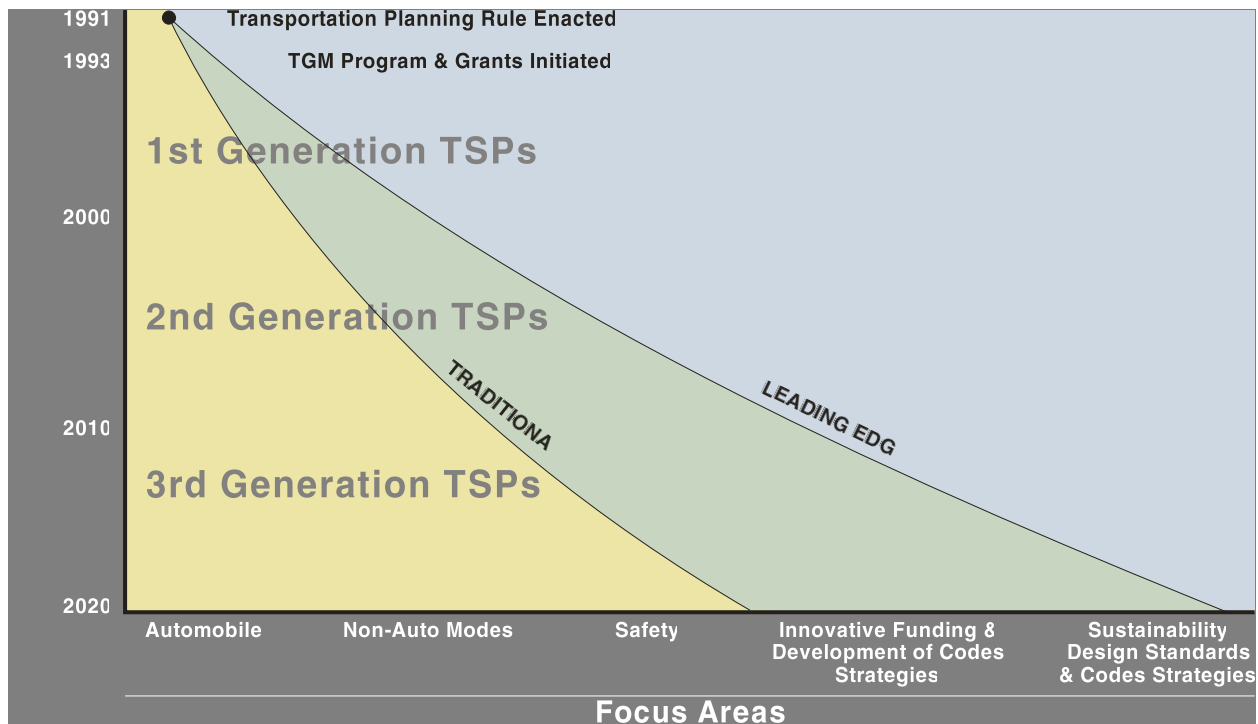 1991
Transportation Planning Rule Enacted
1993
TGM Program & Grants Initiated
1st Generation TSPs
2000
2nd Generation TSPs
TRADITIONA
LEADING EDG
2010
3rd Generation TSPs
2020
Automobile
Non-Auto Modes
Safety
Innovative Funding &
Development of Codes
Strategies
Sustainability
Design Standards
& Codes Strategies
Focus Areas